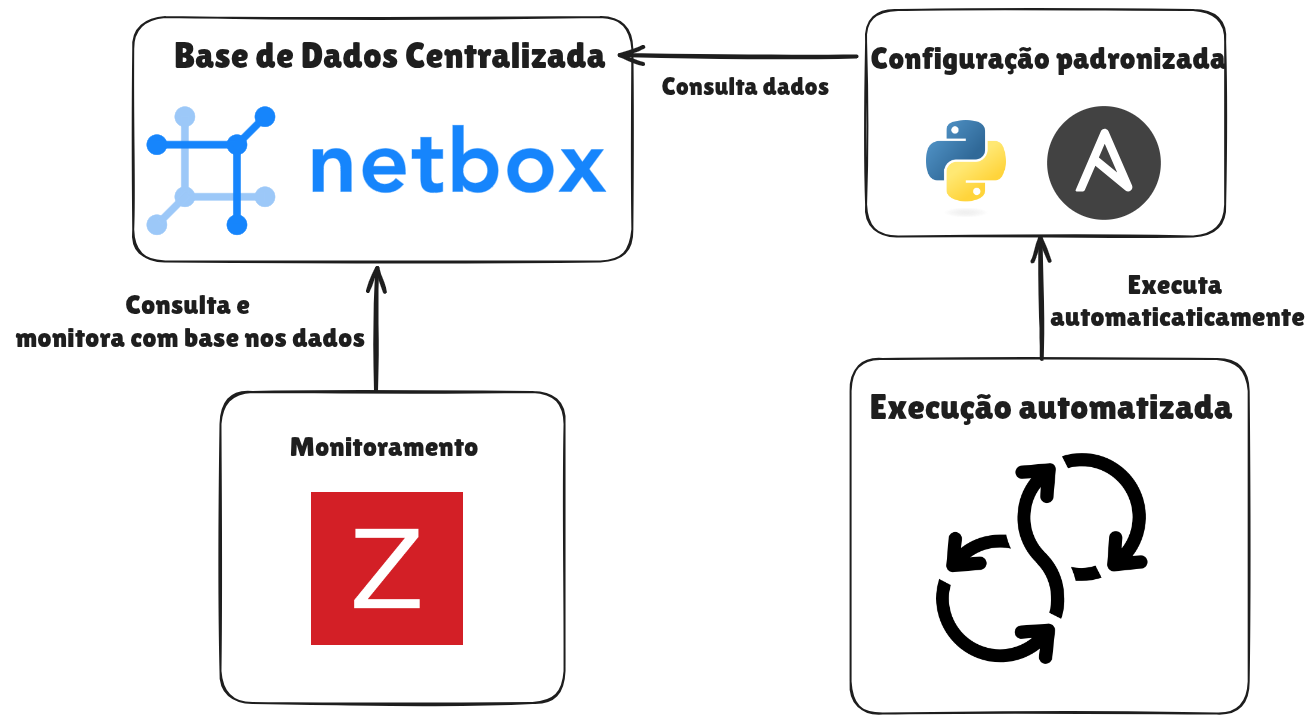 Base de Dados Centralizada
netbox
Consulta dados
Configuração padronizada
Consulta e
monitora com base nos dados
Executa
automaticaticamente
Monitoramento
Z
Execução automatizada